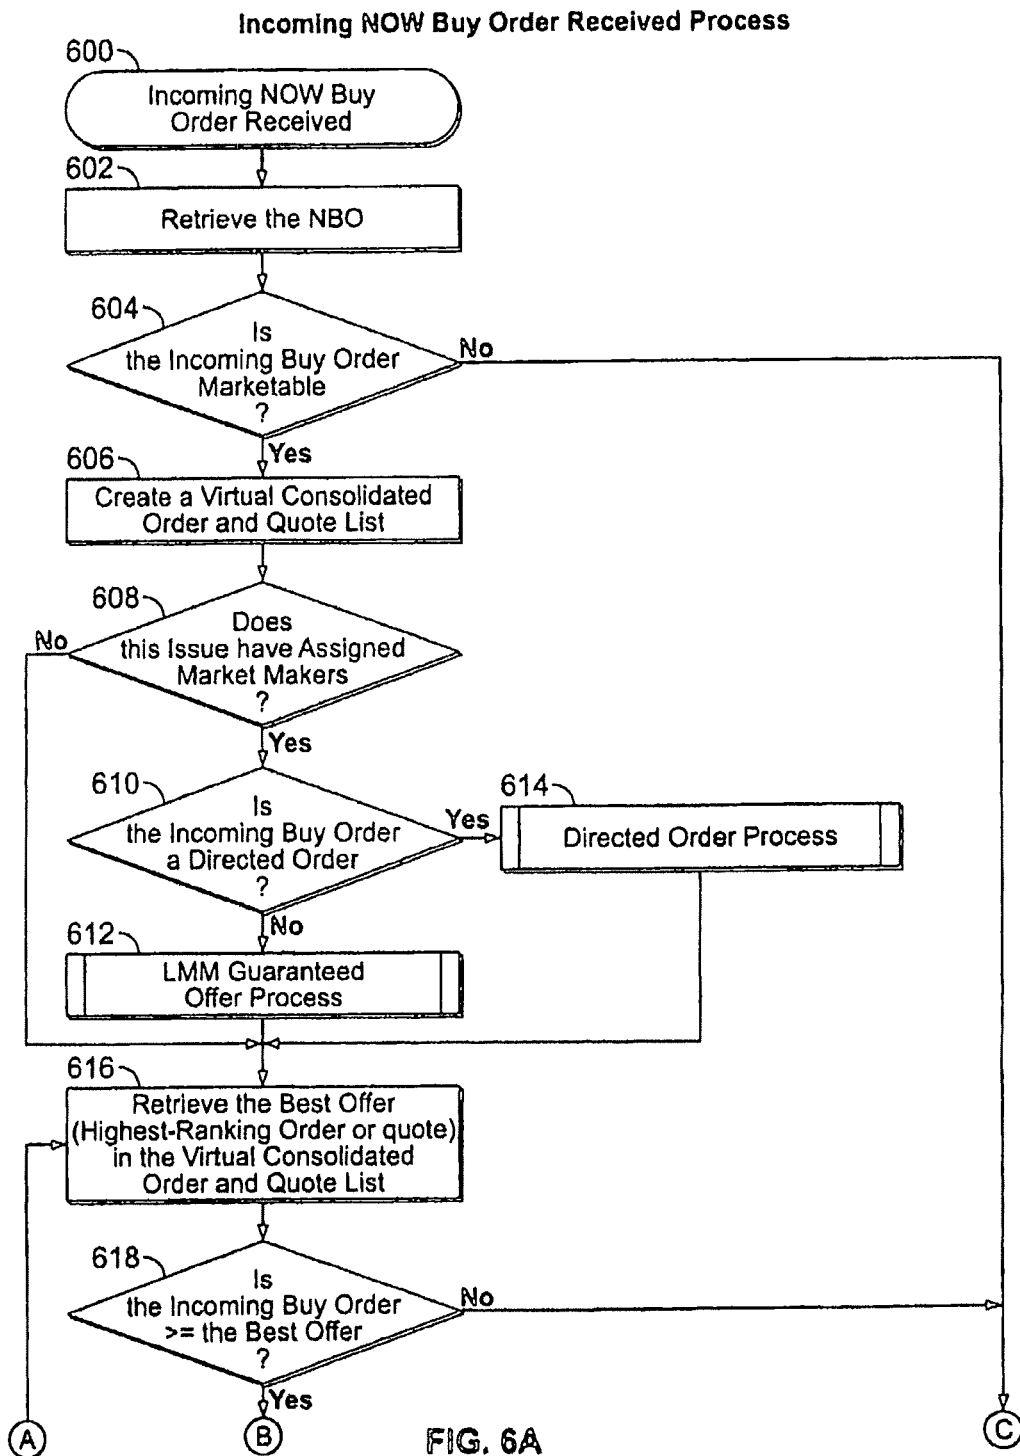 Incoming NOW Buy Order Received Process
600
Incoming NOW Buy
Order Received
602
Retrieve the NBO
604
Is
the Incoming Buy Order
Marketable
?
No
Yes
606
Create a Virtual Consolidated
Order and Quote List
608
Does
this Issue have Assigned
Market Makers
?
No
Yes
610
Is
the Incoming Buy Order
a Directed Order
?
Yes
614
Directed Order Process
No
612
LMM Guaranteed
Offer Process
616
Retrieve the Best Offer
(Highest-Ranking Order or quote)
in the Virtual Consolidated
Order and Quote List
618
Is
the Incoming Buy Order
>= the Best Offer
?
No
Yes
A
B
C
FIG. 6A